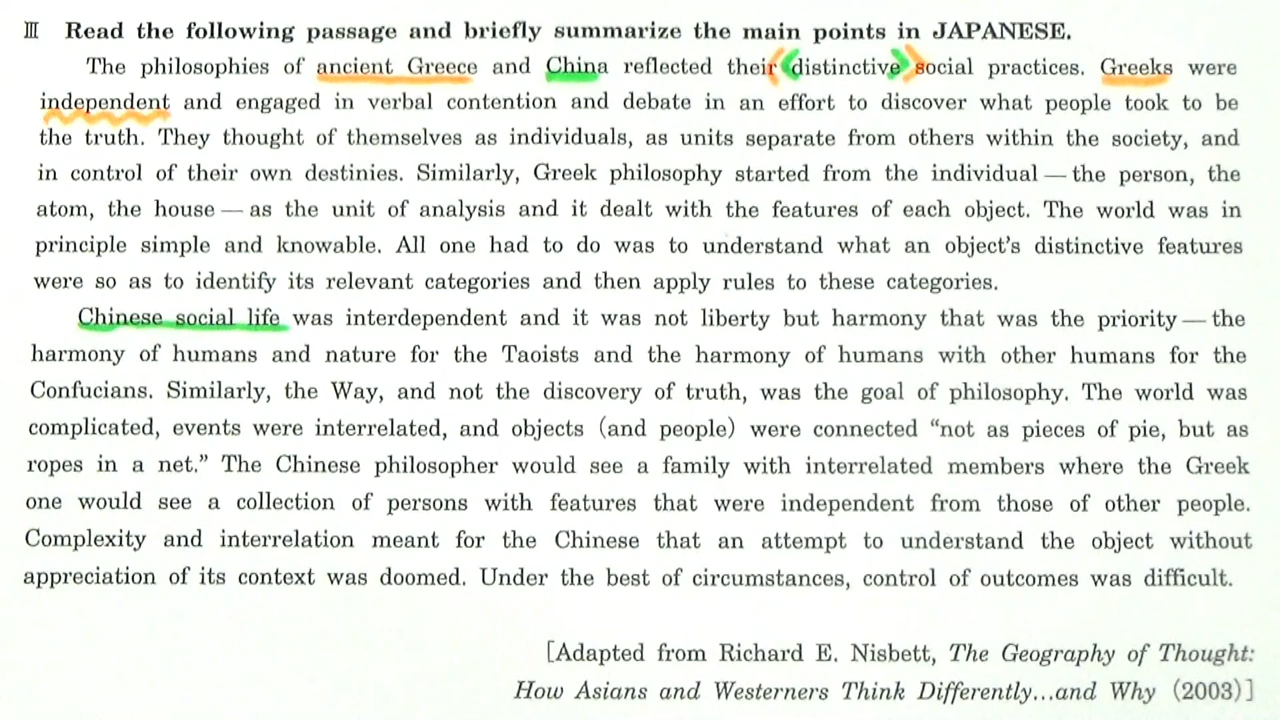 Ⅲ Read the following passage and briefly summarize the main points in JAPANESE.
The philosophies of ancient Greece and China reflected their distinctive social practices. Greeks were
independent and engaged in verbal contention and debate in an effort to discover what people took to be
the truth. They thought of themselves as individuals, as units separate from others within the society, and
in control of their own destinies. Similarly, Greek philosophy started from the individual — the person, the
atom, the house — as the unit of analysis and it dealt with the features of each object. The world was in
principle simple and knowable. All one had to do was to understand what an object's distinctive features
were so as to identify its relevant categories and then apply rules to these categories.
Chinese social life was interdependent and it was not liberty but harmony that was the priority — the
harmony of humans and nature for the Taoists and the harmony of humans with other humans for the
Confucians. Similarly, the Way, and not the discovery of truth, was the goal of philosophy. The world was
complicated, events were interrelated, and objects (and people) were connected “not as pieces of pie, but as
ropes in a net.” The Chinese philosopher would see a family with interrelated members where the Greek
one would see a collection of persons with features that were independent from those of other people.
Complexity and interrelation meant for the Chinese that an attempt to understand the object without
appreciation of its context was doomed. Under the best of circumstances, control of outcomes was difficult.
[Adapted from Richard E. Nisbett, The Geography of Thought:
How Asians and Westerners Think Differently…and Why (2003)]